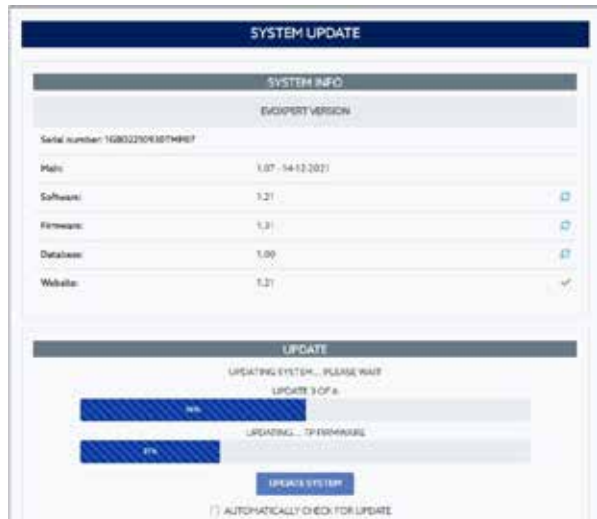 SYSTEM UPDATE
SYSTEM INFO
EVOXPERT VERSION
Serial number:
Main: 1.07 - 14-12-2021
Software: 1.21
Firmware: 1.31
Database: 1.00
Website: 1.21
UPDATE
UPDATING SYSTEM... PLEASE WAIT
UPDATE 3 OF 6
UPDATING... TP FIRMWARE
UPDATE SYSTEM
AUTOMATICALLY CHECK FOR UPDATE